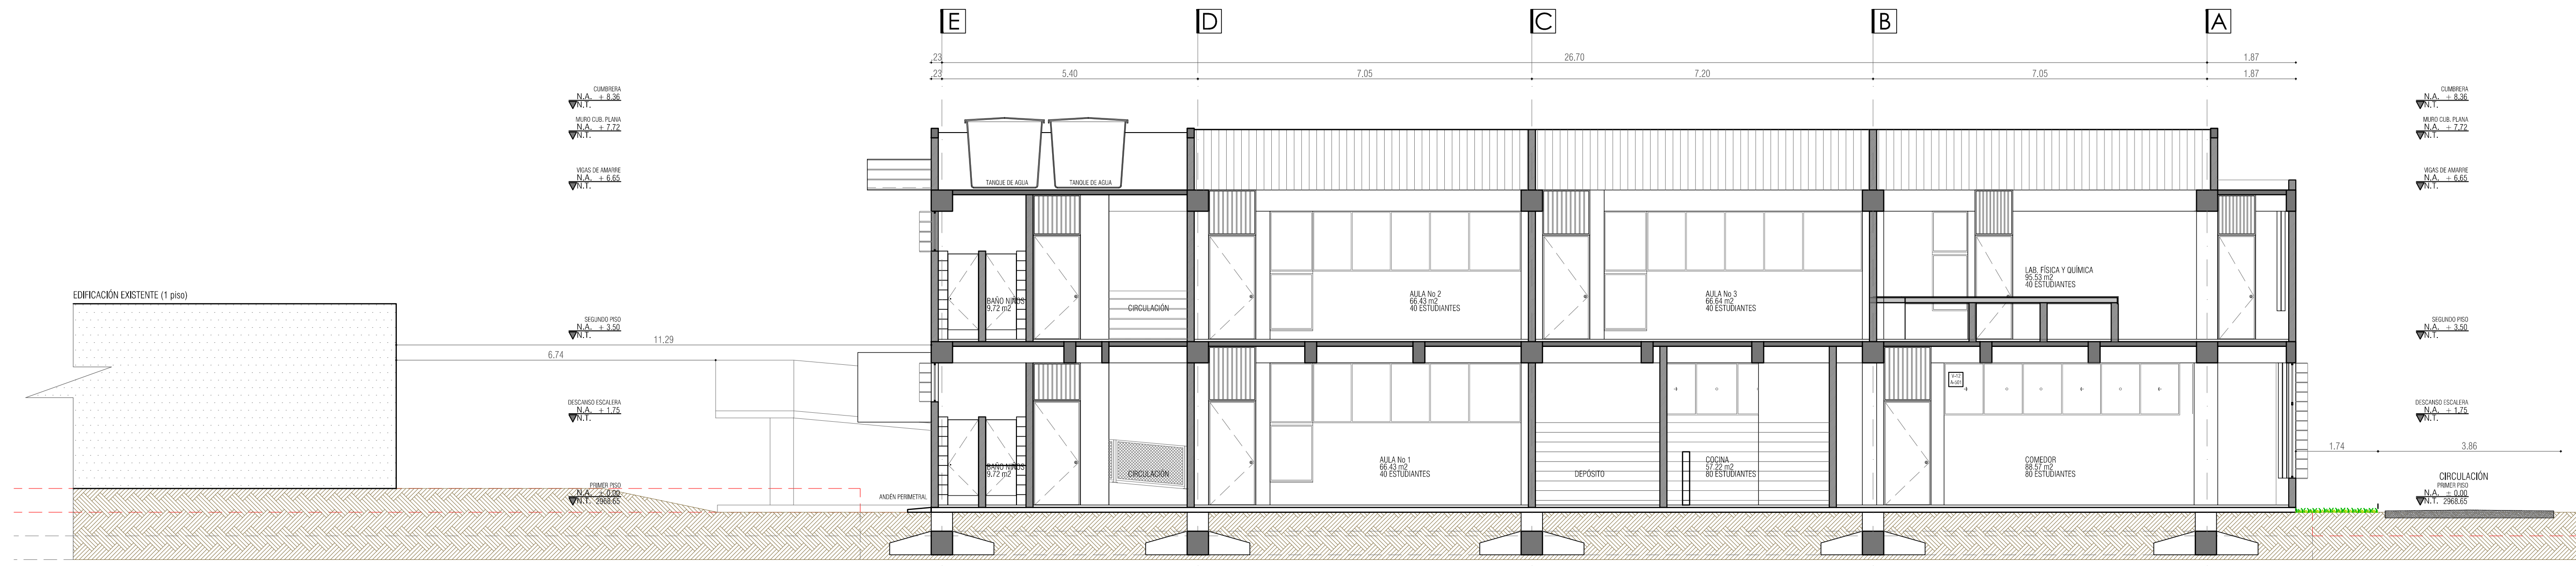 E
D
C
B
A
23
26.70
1.87
23
5.40
7.05
7.20
7.05
1.87
CUMBRERA
N.A. + 8.36
N.T.
MURO CUB. PLANA
N.A. + 7.72
N.T.
VIGAS DE AMARRE
N.A. + 6.65
N.T.
CUMBRERA
N.A. + 8.36
N.T.
MURO CUB. PLANA
N.A. + 7.72
N.T.
VIGAS DE AMARRE
N.A. + 6.65
N.T.
TANQUE DE AGUA
TANQUE DE AGUA
EDIFICACIÓN EXISTENTE (1 piso)
BAÑO NIÑOS
9,72 m2
CIRCULACIÓN
AULA No 2
66.43 m2
40 ESTUDIANTES
AULA No 3
66.64 m2
40 ESTUDIANTES
LAB. FÍSICA Y QUÍMICA
95.53 m2
40 ESTUDIANTES
SEGUNDO PISO
N.A. + 3.50
N.T.
11.29
6.74
SEGUNDO PISO
N.A. + 3.50
N.T.
DESCANSO ESCALERA
N.A. + 1.75
N.T.
V-12
A-601
DESCANSO ESCALERA
N.A. + 1.75
N.T.
1.74
3.86
BAÑO NIÑOS
9,72 m2
CIRCULACIÓN
AULA No 1
66.43 m2
40 ESTUDIANTES
DEPÓSITO
COCINA
57.22 m2
80 ESTUDIANTES
COMEDOR
88.57 m2
80 ESTUDIANTES
CIRCULACIÓN
PRIMER PISO
N.A. ± 0.00
N.T. 2968.65
ANDÉN PERIMETRAL
PRIMER PISO
N.A. ± 0.00
N.T. 2968.65